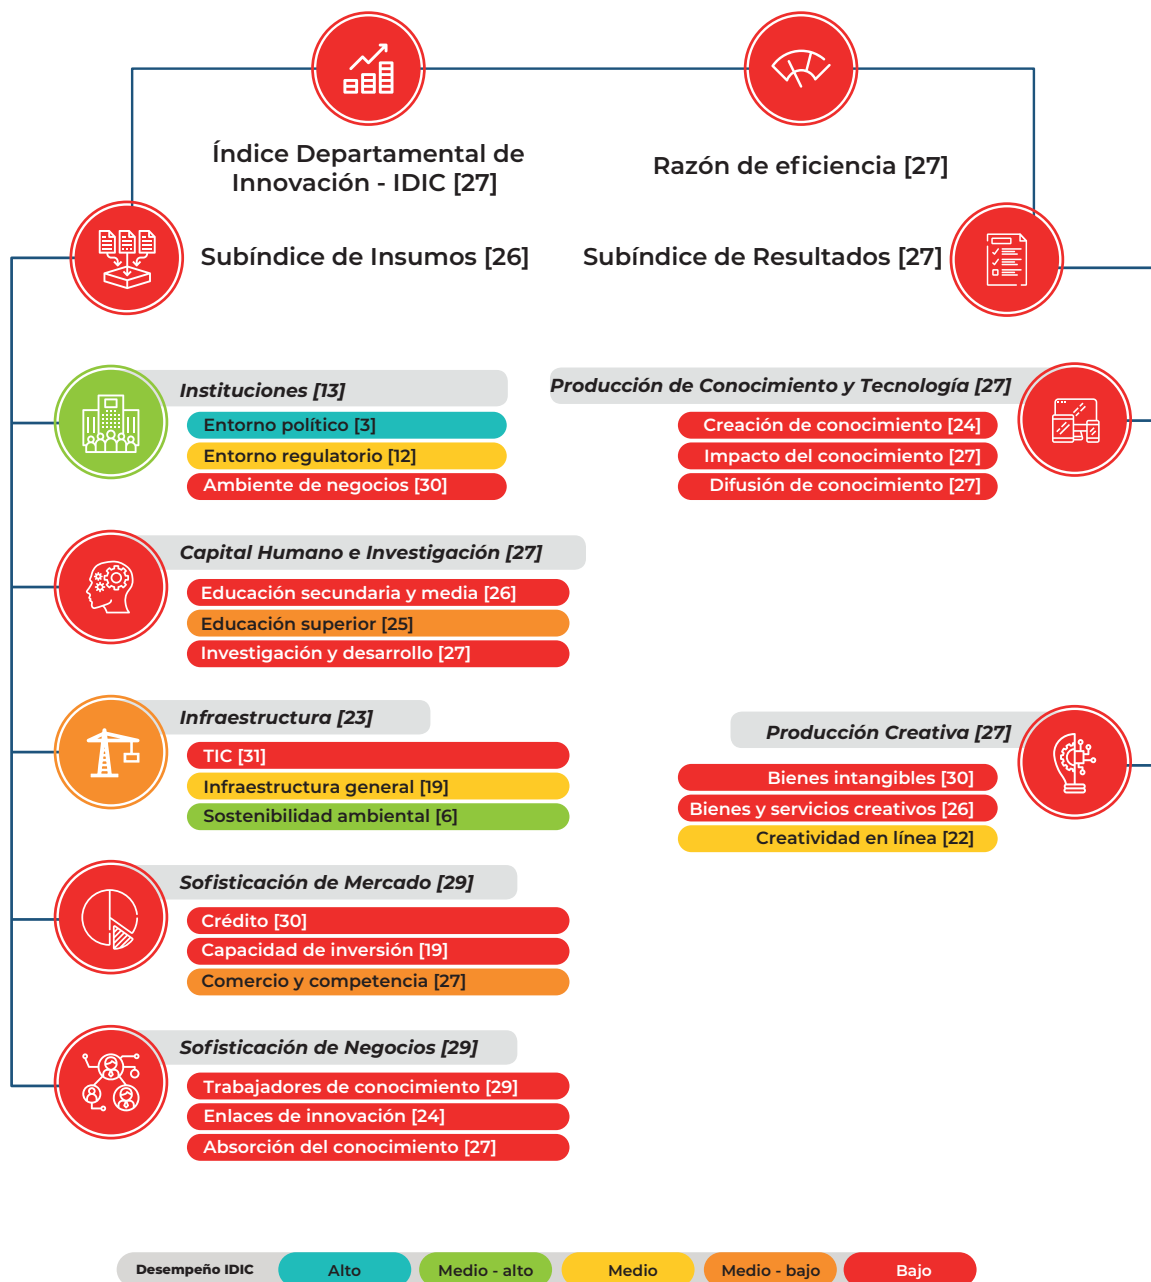 Índice Departamental de
Innovación - IDIC [27]
Razón de eficiencia [27]
Subíndice de Insumos [26]
Subíndice de Resultados [27]
Instituciones [13]
Entorno político [3]
Entorno regulatorio [12]
Ambiente de negocios [30]
Capital Humano e Investigación [27]
Educación secundaria y media [26]
Educación superior [25]
Investigación y desarrollo [27]
Infraestructura [23]
TIC [31]
Infraestructura general [19]
Sostenibilidad ambiental [6]
Sofisticación de Mercado [29]
Crédito [30]
Capacidad de inversión [19]
Comercio y competencia [27]
Sofisticación de Negocios [29]
Trabajadores de conocimiento [29]
Enlaces de innovación [24]
Absorción del conocimiento [27]
Producción de Conocimiento y Tecnología [27]
Creación de conocimiento [24]
Impacto del conocimiento [27]
Difusión de conocimiento [27]
Producción Creativa [27]
Bienes intangibles [30]
Bienes y servicios creativos [26]
Creatividad en línea [22]
Desempeño IDIC
Alto
Medio - alto
Medio
Medio - bajo
Bajo